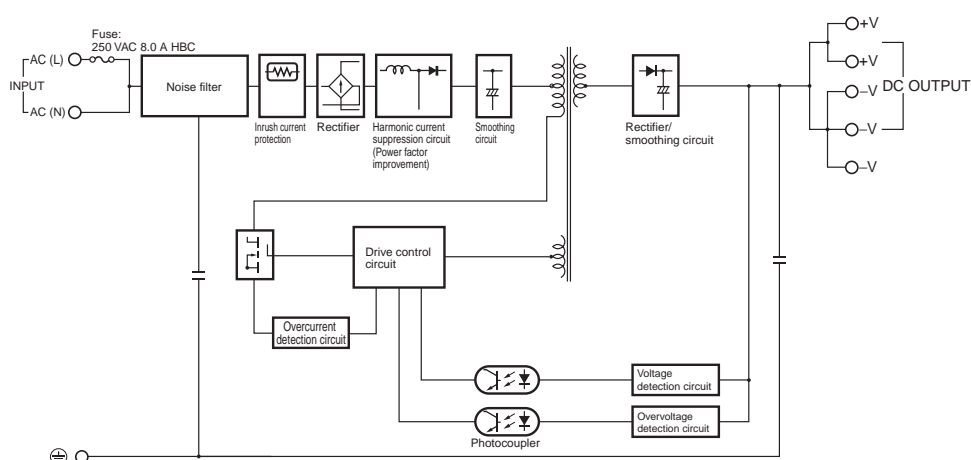 Fuse:
250 VAC 8.0 A HBC
AC (L)
INPUT
AC (N)
Noise filter
Inrush current
protection
Rectifier
Harmonic current
suppression circuit
(Power factor
improvement)
Smoothing
circuit
Rectifier/
smoothing circuit
+V
+V
–V
–V
–V
DC OUTPUT
Drive control
circuit
Overcurrent
detection circuit
Voltage
detection circuit
Overvoltage
detection circuit
Photocoupler